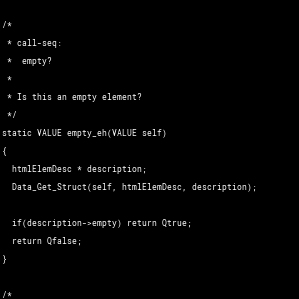 /*
 * call-seq:
 *  empty?
 *
 * Is this an empty element?
 */
static VALUE empty_eh(VALUE self)
{
  htmlElemDesc * description;
  Data_Get_Struct(self, htmlElemDesc, description);

  if(description->empty) return Qtrue;
  return Qfalse;
}

/*